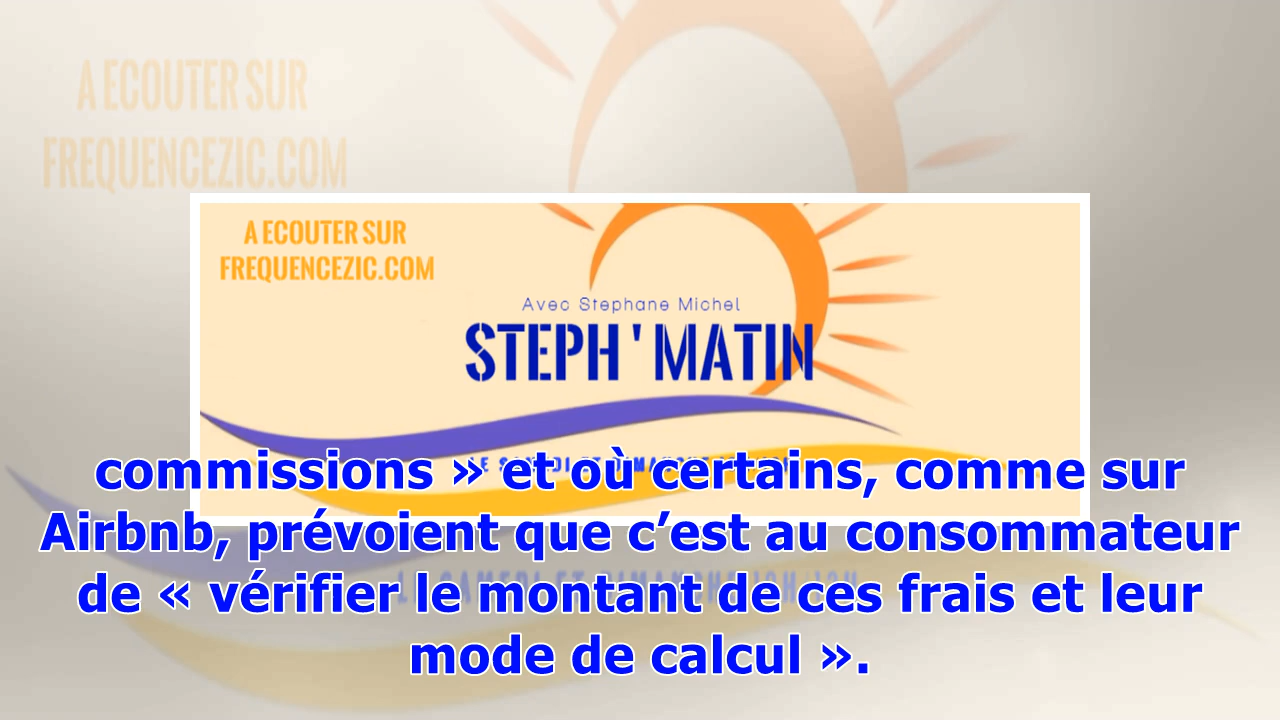 A ECOUTER SUR
FREQUENCEZIC.COM
A ECOUTER SUR
FREQUENCEZIC.COM
Avec Stephane Michel
STEPH'MATIN
commissions » et où certains, comme sur
Airbnb, prévoient que c’est au consommateur
de « vérifier le montant de ces frais et leur
mode de calcul ».